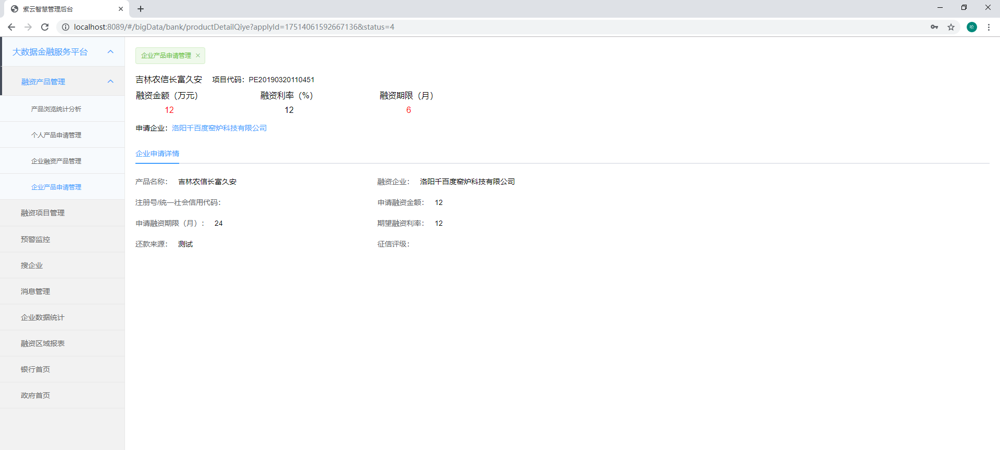 紫云智慧管理后台
localhost:8089/#/bigData/bank/productDetailQiye?applyId=17514061592667136&status=4
大数据金融服务平台
融资产品管理
产品浏览统计分析
个人产品申请管理
企业融资产品管理
企业产品申请管理
融资项目管理
预警监控
搜企业
消息管理
企业数据统计
融资区域报表
银行首页
政府首页
企业产品申请管理
吉林农信长富久安 项目代码：PE20190320110451
融资金额（万元） 融资利率（%） 融资期限（月）
12 12 6
申请企业：洛阳千百度窑炉科技有限公司
企业申请详情
产品名称： 吉林农信长富久安 融资企业： 洛阳千百度窑炉科技有限公司
注册号/统一社会信用代码： 申请融资金额： 12
申请融资期限（月）： 24 期望融资利率： 12
还款来源： 测试 征信评级：